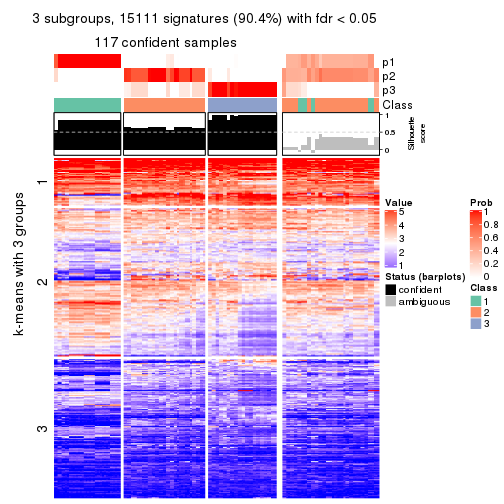 3 subgroups, 15111 signatures (90.4%) with fdr < 0.05
117 confident samples
p1
p2
p3
Class
1
0.5
0
Silhouette
score
k-means with 3 groups
1
2
3
Value
5
4
3
2
1
Status (barplots)
confident
ambiguous
Prob
1
0.8
0.6
0.4
0.2
0
Class
1
2
3